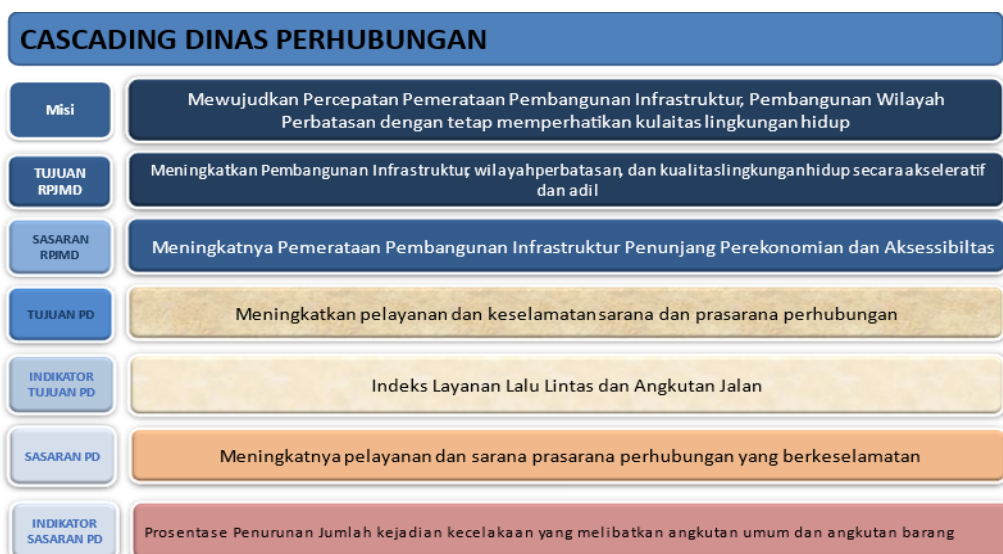 CASCADING DINAS PERHUBUNGAN
Misi
Mewujudkan Percepatan Pemerataan Pembangunan Infrastruktur, Pembangunan Wilayah
Perbatasan dengan tetap memperhatikan kulaitas lingkungan hidup
TUJUAN
RPJMD
Meningkatkan Pembangunan Infrastruktur, wilayahperbatasan, dan kualitaslingkunganhidup secara akseleratif
dan adil
SASARAN
RPJMD
Meningkatnya Pemerataan Pembangunan Infrastruktur Penunjang Perekonomian dan Aksessibiltas
TUJUAN PD
Meningkatkan pelayanan dan keselamatan sarana dan prasarana perhubungan
INDIKATOR
TUJUAN PD
Indeks Layanan Lalu Lintas dan Angkutan Jalan
SASARAN PD
Meningkatnya pelayanan dan sarana prasarana perhubungan yang berkeselamatan
INDIKATOR
SASARAN PD
Prosentase Penurunan Jumlah kejadian kecelakaan yang melibatkan angkutan umum dan angkutan barang